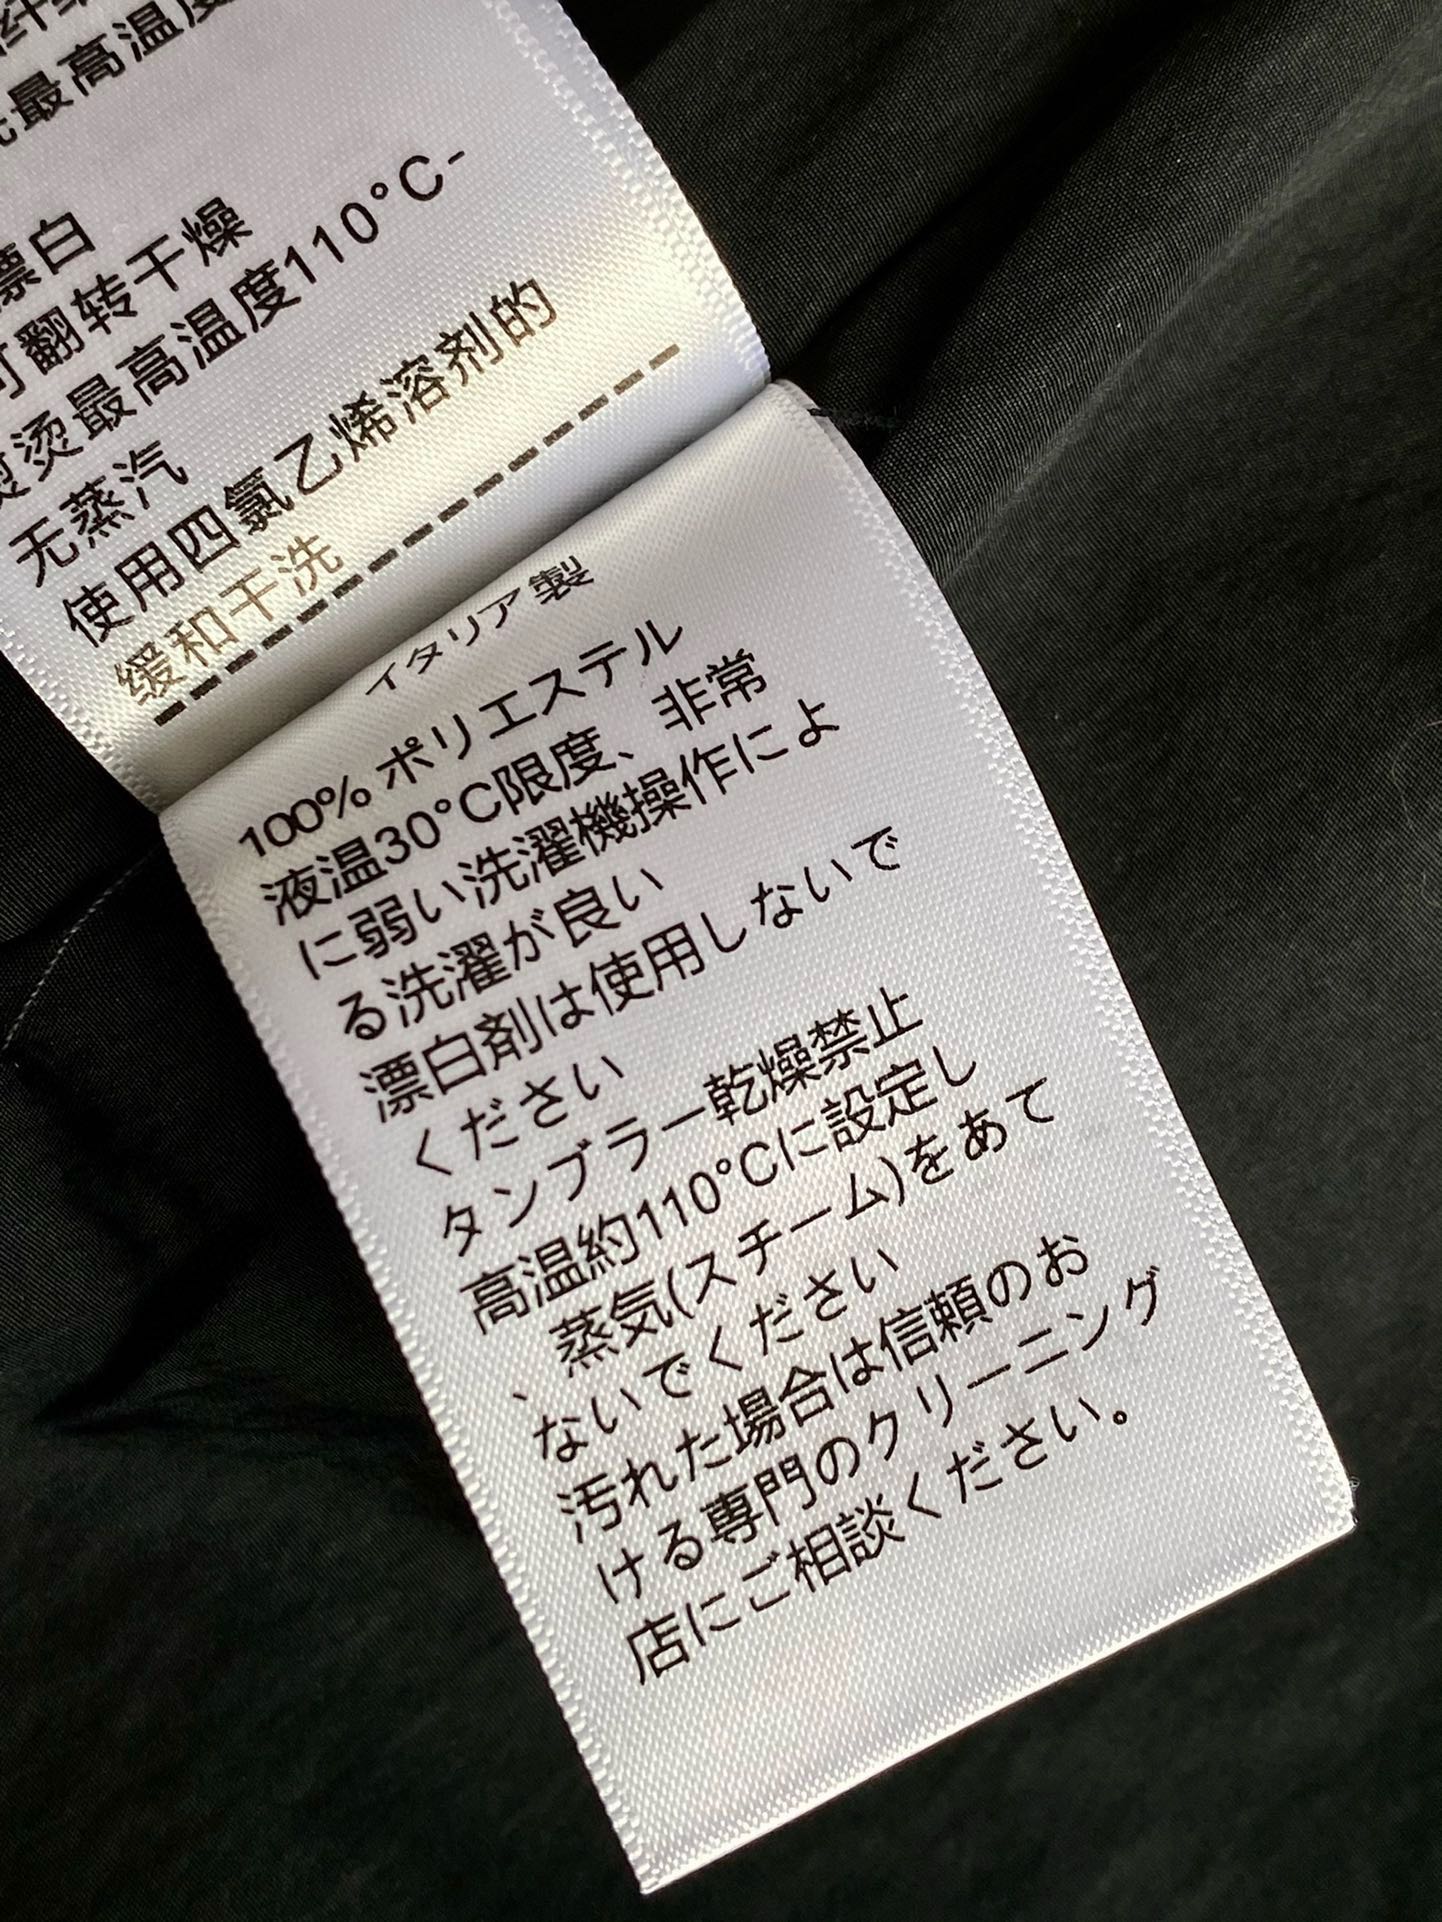 最高温度
漂白
可翻转干燥
熨烫最高温度110°C-
无蒸汽
使用四氯乙烯溶剂的
缓和干洗
イタリア製
100% ポリエステル
液温30°C限度、非常
に弱い洗濯機操作によ
る洗濯が良い
漂白剤は使用しないで
ください
タンブラー乾燥禁止
高温約110°Cに設定し
、蒸気(スチーム)をあて
ないでください
汚れた場合は信頼のお
ける専門のクリーニング
店にご相談ください。